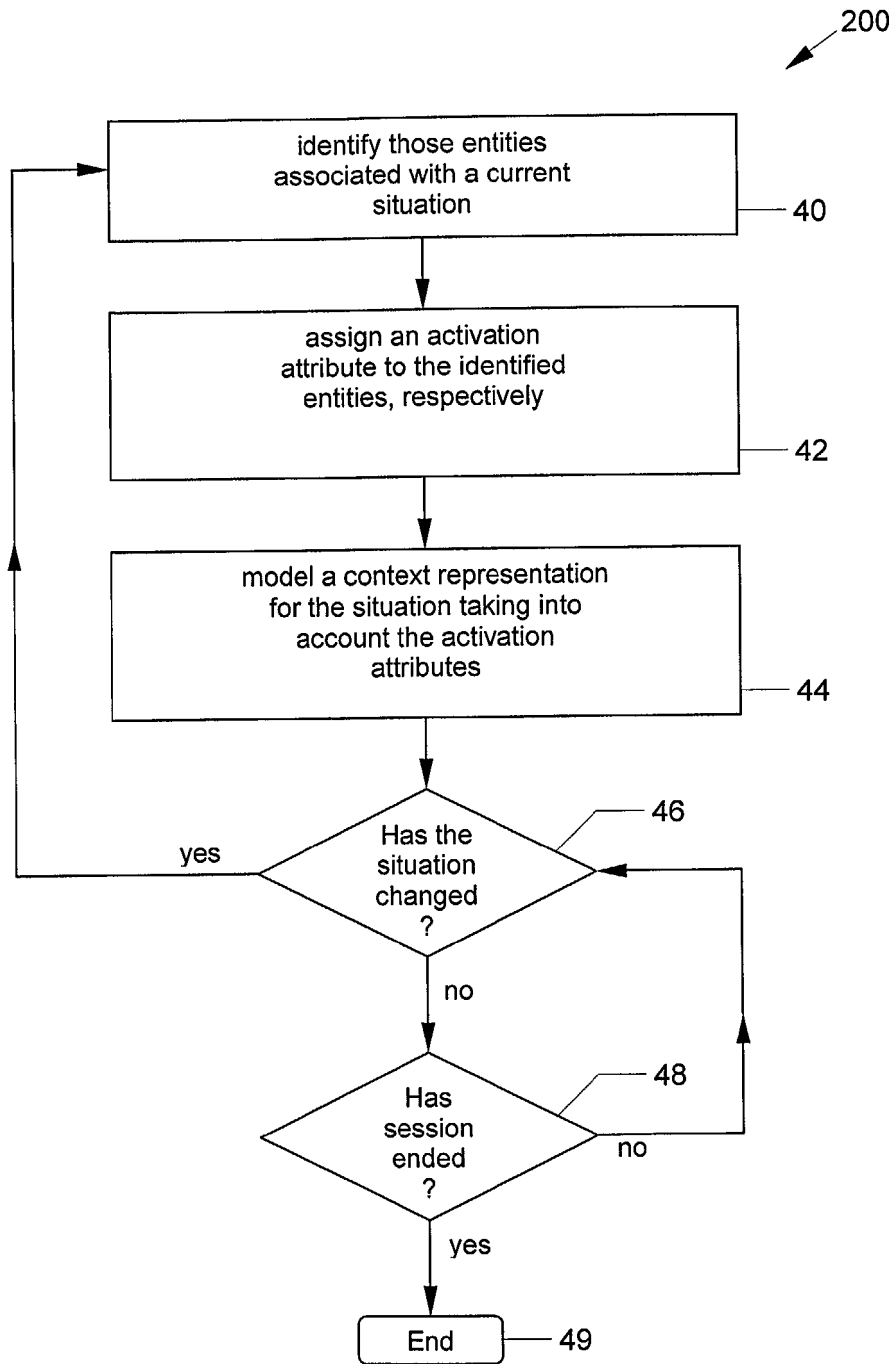 200
identify those entities
associated with a current
situation
40
assign an activation
attribute to the identified
entities, respectively
42
model a context representation
for the situation taking into
account the activation
attributes
44
46
yes
Has the
situation
changed
?
no
48
Has
session
ended
?
no
yes
End
49